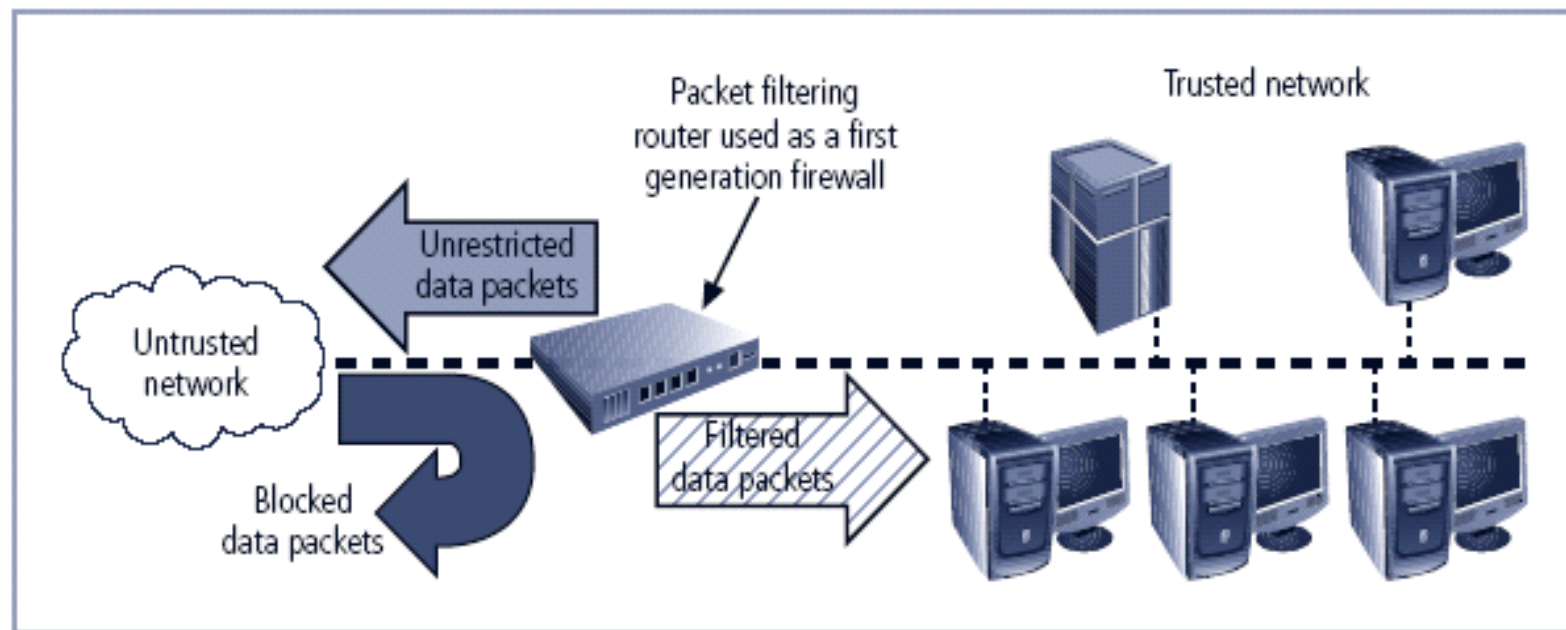 Packet filtering
router used as a first
generation firewall
Trusted network
Unrestricted
data packets
Untrusted
network
Filtered
data packets
Blocked
data packets